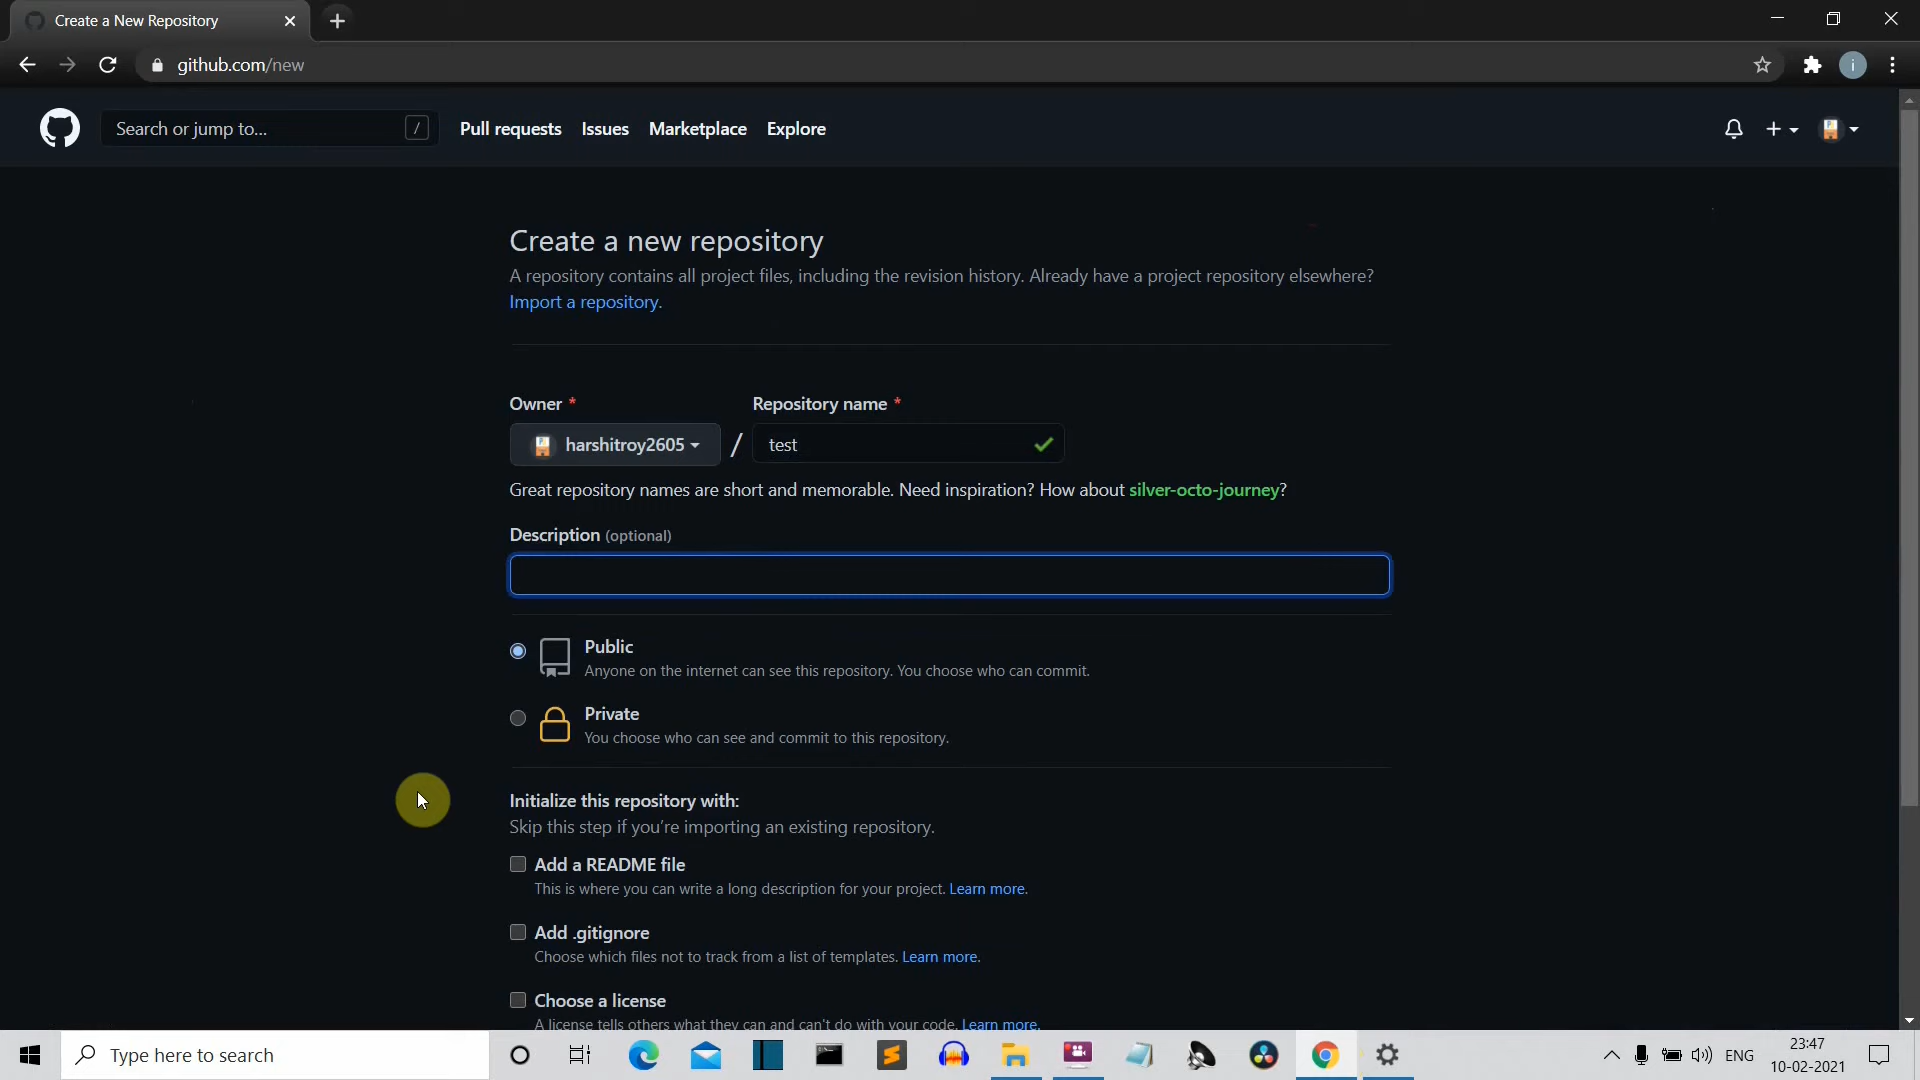 Create a New Repository
github.com/new
i
Search or jump to...
/
Pull requests
Issues
Marketplace
Explore
Create a new repository
A repository contains all project files, including the revision history. Already have a project repository elsewhere?
Import a repository.
Owner *
Repository name *
harshitroy2605
/
test
Great repository names are short and memorable. Need inspiration? How about silver-octo-journey?
Description (optional)
Public
Anyone on the internet can see this repository. You choose who can commit.
Private
You choose who can see and commit to this repository.
Initialize this repository with:
Skip this step if you’re importing an existing repository.
Add a README file
This is where you can write a long description for your project. Learn more.
Add .gitignore
Choose which files not to track from a list of templates. Learn more.
Choose a license
A license tells others what they can and can't do with your code. Learn more.
Type here to search
ENG
23:47
10-02-2021